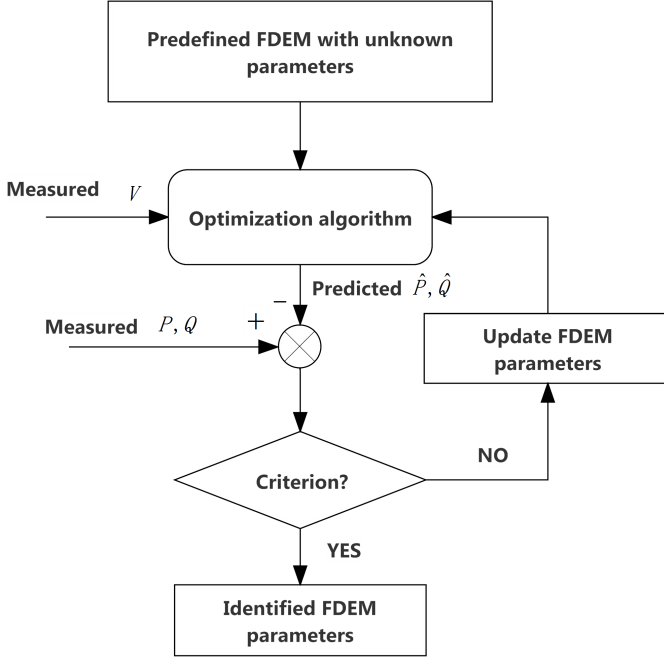 Predefined FDEM with unknown
parameters
Measured V
Optimization algorithm
− Predicted P̂, Q̂
Measured P, Q +
Update FDEM
parameters
Criterion?
NO
YES
Identified FDEM
parameters